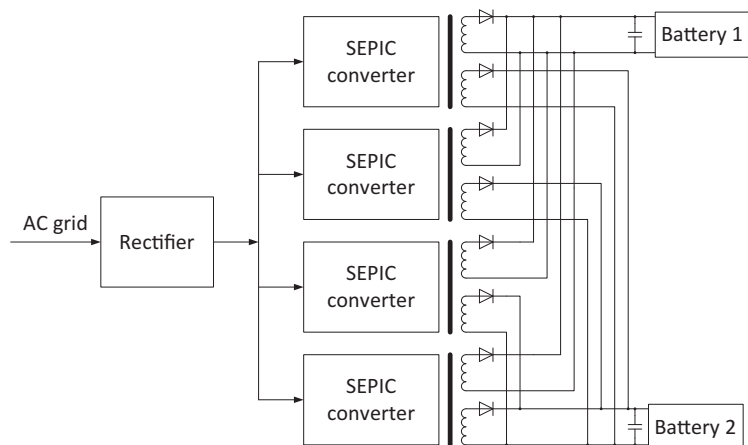 Battery 1
SEPIC
converter
SEPIC
converter
AC grid
Rectifier
SEPIC
converter
SEPIC
converter
Battery 2